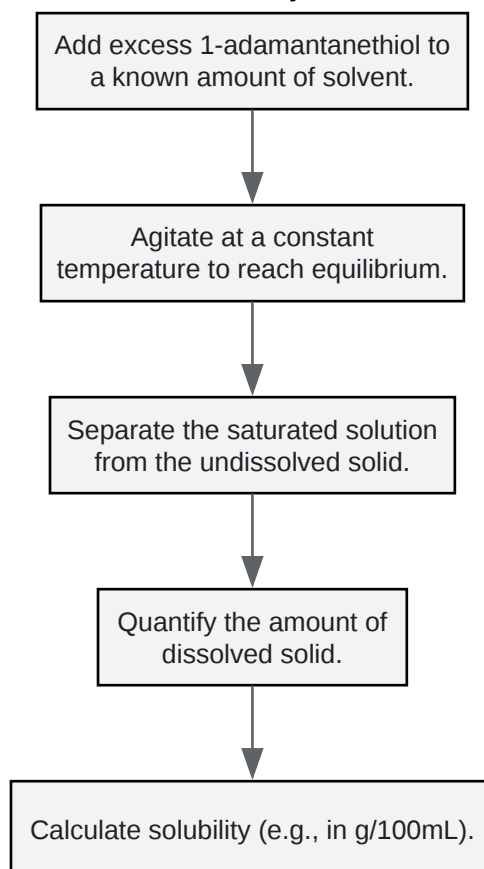 Add excess 1-adamantanethiol to
a known amount of solvent.
Agitate at a constant
temperature to reach equilibrium.
Separate the saturated solution
from the undissolved solid.
Quantify the amount of
dissolved solid.
Calculate solubility (e.g., in g/100mL).